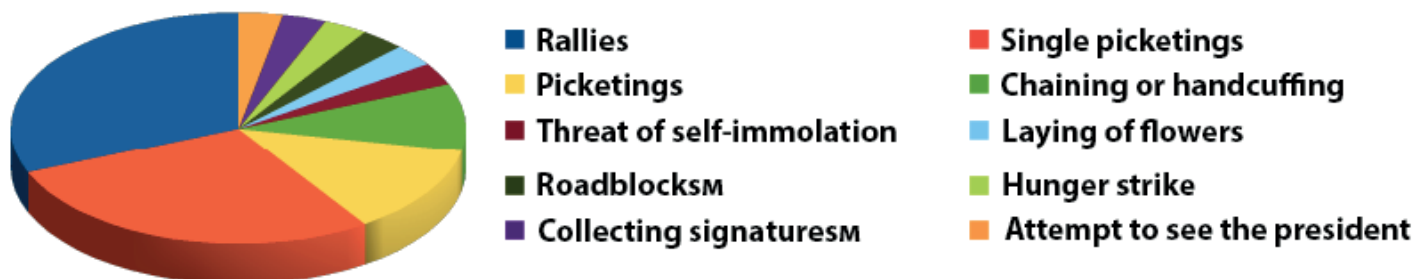 Rallies
Single picketings
Picketings
Chaining or handcuffing
Threat of self-immolation
Laying of flowers
Roadblocksм
Hunger strike
Collecting signaturesм
Attempt to see the president